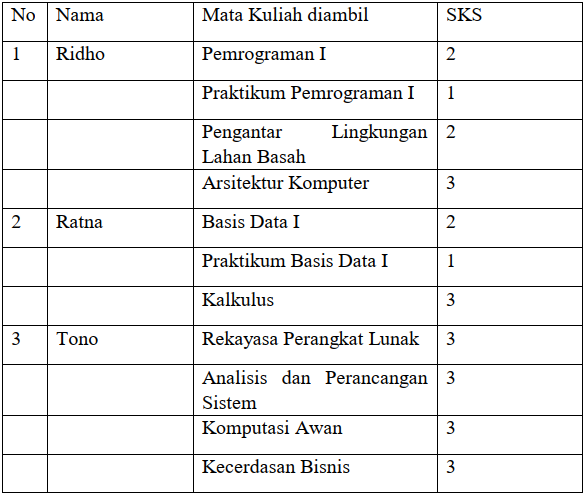 No Nama Mata Kuliah diambil SKS
1 Ridho Pemrograman I 2
Praktikum Pemrograman I 1
Pengantar Lingkungan 2
Lahan Basah
Arsitektur Komputer 3
2 Ratna Basis Data I 2
Praktikum Basis Data I 1
Kalkulus 3
3 Tono Rekayasa Perangkat Lunak 3
Analisis dan Perancangan 3
Sistem
Komputasi Awan 3
Kecerdasan Bisnis 3